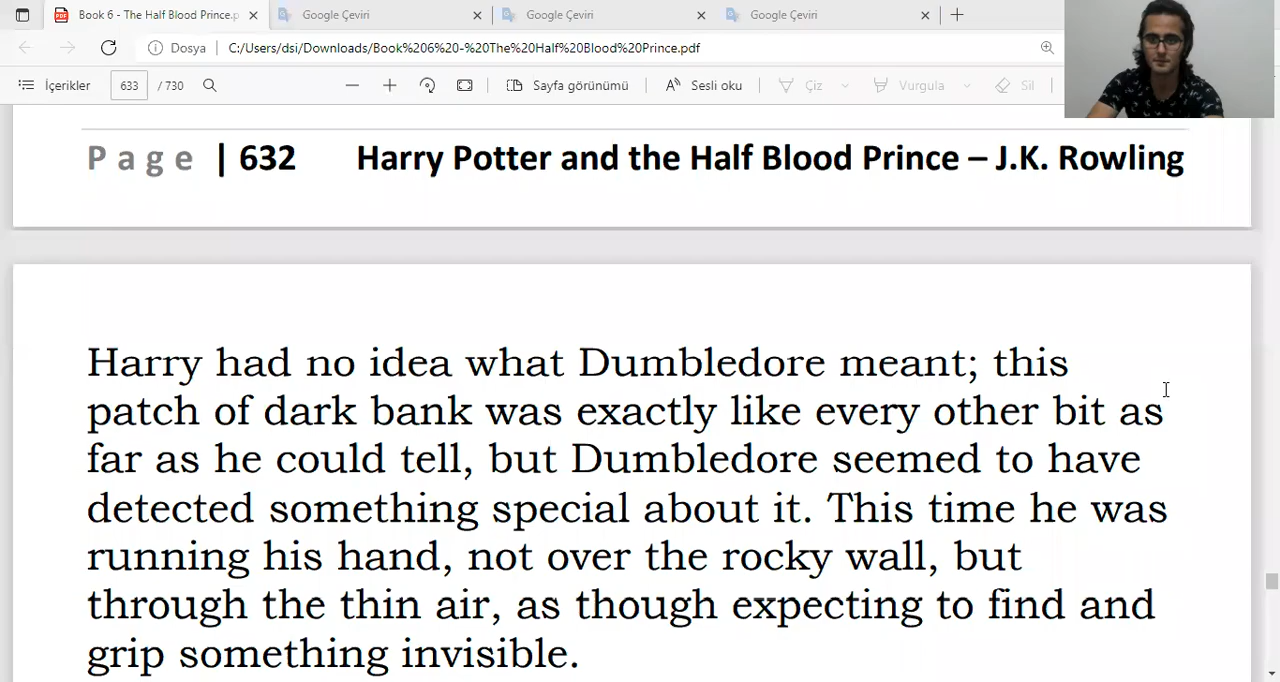 Book 6 - The Half Blood Prince.p
Google Çeviri
Google Çeviri
Google Çeviri
Dosya C:/Users/dsi/Downloads/Book%206%20-%20The%20Half%20Blood%20Prince.pdf
İçerikler 633 / 730 Sayfa görünümü Sesli oku Çiz Vurgula Sil
Page | 632 Harry Potter and the Half Blood Prince – J.K. Rowling
Harry had no idea what Dumbledore meant; this
patch of dark bank was exactly like every other bit as
far as he could tell, but Dumbledore seemed to have
detected something special about it. This time he was
running his hand, not over the rocky wall, but
through the thin air, as though expecting to find and
grip something invisible.